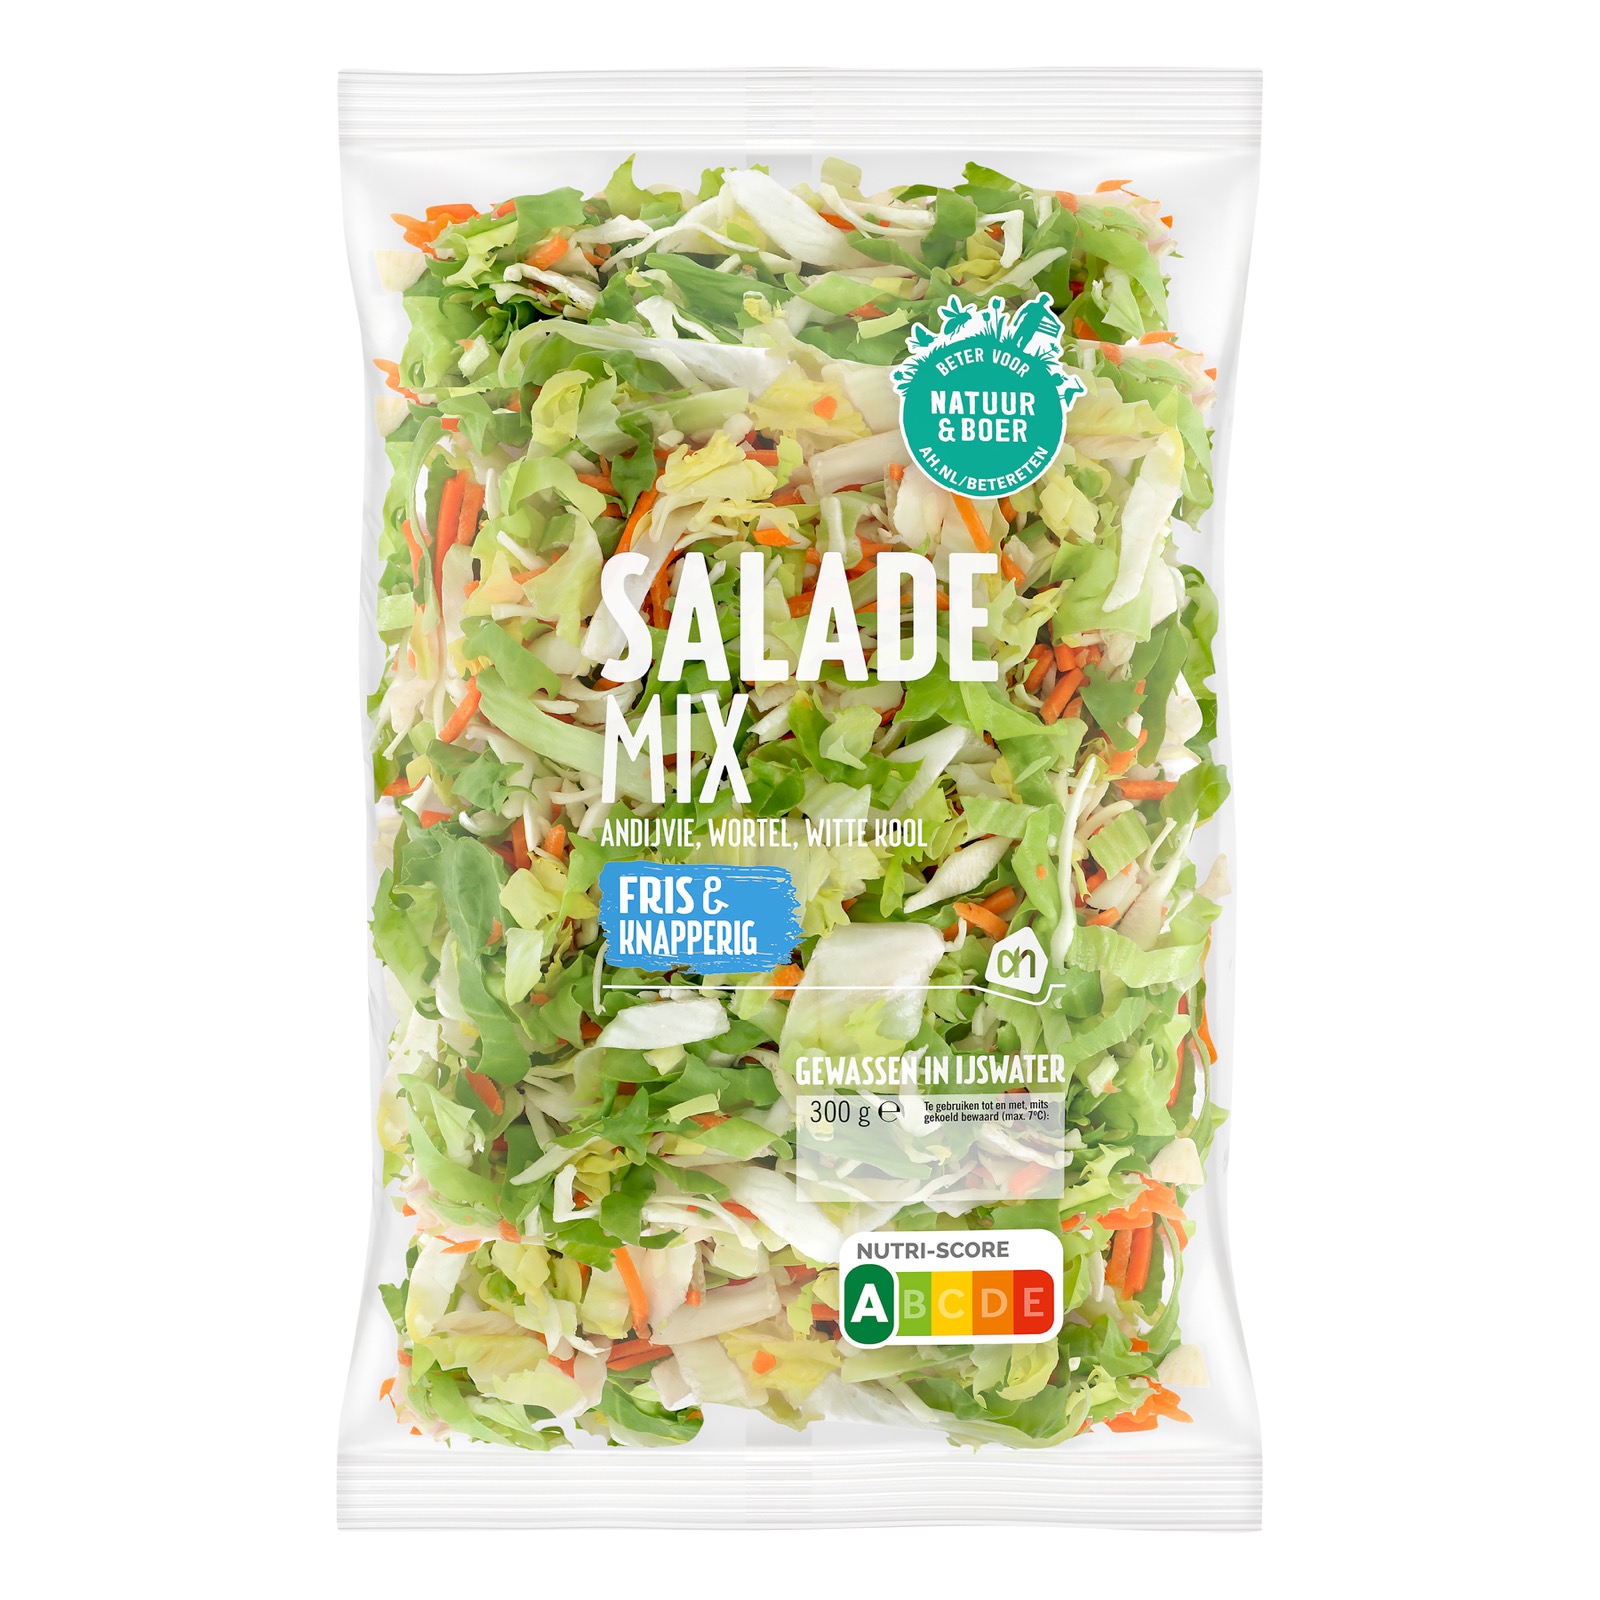 BETER VOOR
NATUUR
& BOER
AH.NL/BETERETEN
SALADE
MIX
ANDIJVIE, WORTEL, WITTE KOOL
FRIS &
KNAPPERIG
ah
GEWASSEN IN IJSWATER
300 g ℮
Te gebruiken tot en met, mits
gekoeld bewaard (max. 7°C):
NUTRI-SCORE
A B C D E